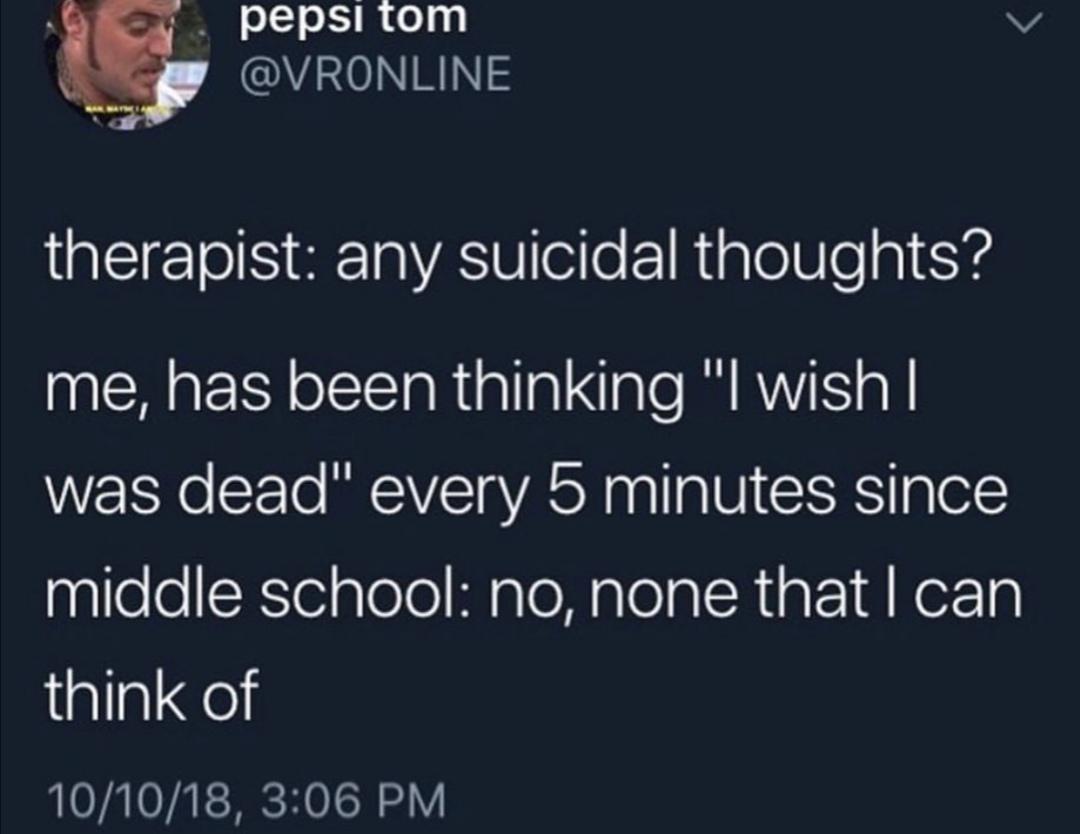 pepsi tom
@VRONLINE
therapist: any suicidal thoughts?
me, has been thinking "I wish I
was dead" every 5 minutes since
middle school: no, none that I can
think of
10/10/18, 3:06 PM